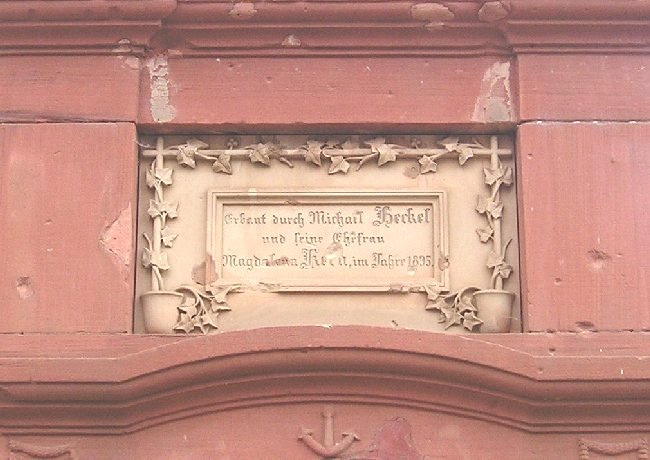 Erbaut durch Michael Heckel
und seine Ehefrau
Magdalena im Jahre 1895.